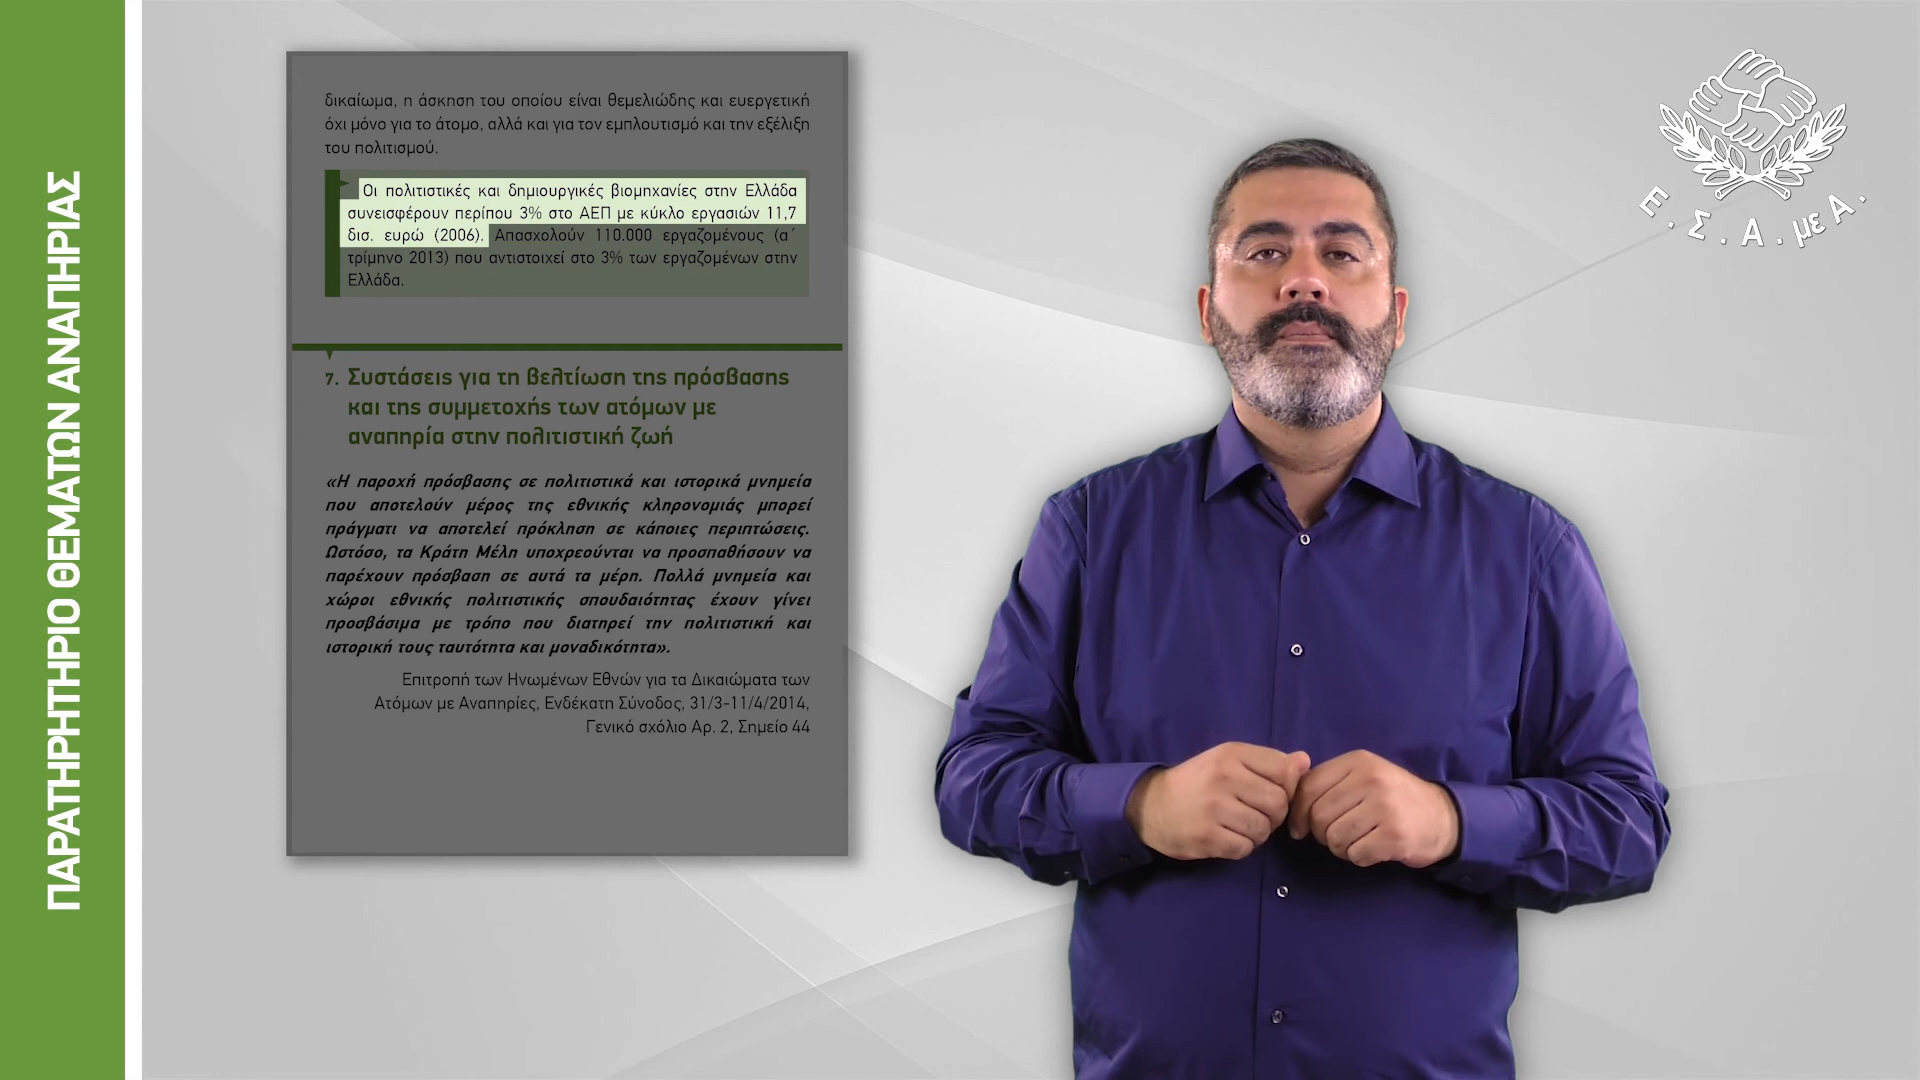 ΠΑΡΑΤΗΡΗΤΗΡΙΟ ΘΕΜΑΤΩΝ ΑΝΑΠΗΡΙΑΣ
δικαίωμα, η άσκηση του οποίου είναι θεμελιώδης και ευεργετική
όχι μόνο για το άτομο, αλλά και για τον εμπλουτισμό και την εξέλιξη
του πολιτισμού.
Οι πολιτιστικές και δημιουργικές βιομηχανίες στην Ελλάδα
συνεισφέρουν περίπου 3% στο ΑΕΠ με κύκλο εργασιών 11,7
δισ. ευρώ (2006). Απασχολούν 110.000 εργαζομένους (α΄
τρίμηνο 2013) που αντιστοιχεί στο 3% των εργαζομένων στην
Ελλάδα.
7. Συστάσεις για τη βελτίωση της πρόσβασης
και της συμμετοχής των ατόμων με
αναπηρία στην πολιτιστική ζωή
«Η παροχή πρόσβασης σε πολιτιστικά και ιστορικά μνημεία
που αποτελούν μέρος της εθνικής κληρονομιάς μπορεί
πράγματι να αποτελεί πρόκληση σε κάποιες περιπτώσεις.
Ωστόσο, τα Κράτη Μέλη υποχρεούνται να προσπαθήσουν να
παρέχουν πρόσβαση σε αυτά τα μέρη. Πολλά μνημεία και
χώροι εθνικής πολιτιστικής σπουδαιότητας έχουν γίνει
προσβάσιμα με τρόπο που διατηρεί την πολιτιστική και
ιστορική τους ταυτότητα και μοναδικότητα».
Επιτροπή των Ηνωμένων Εθνών για τα Δικαιώματα των
Ατόμων με Αναπηρίες, Ενδέκατη Σύνοδος, 31/3-11/4/2014,
Γενικό σχόλιο Αρ. 2, Σημείο 44
Ε.Σ.Α.μεΑ.